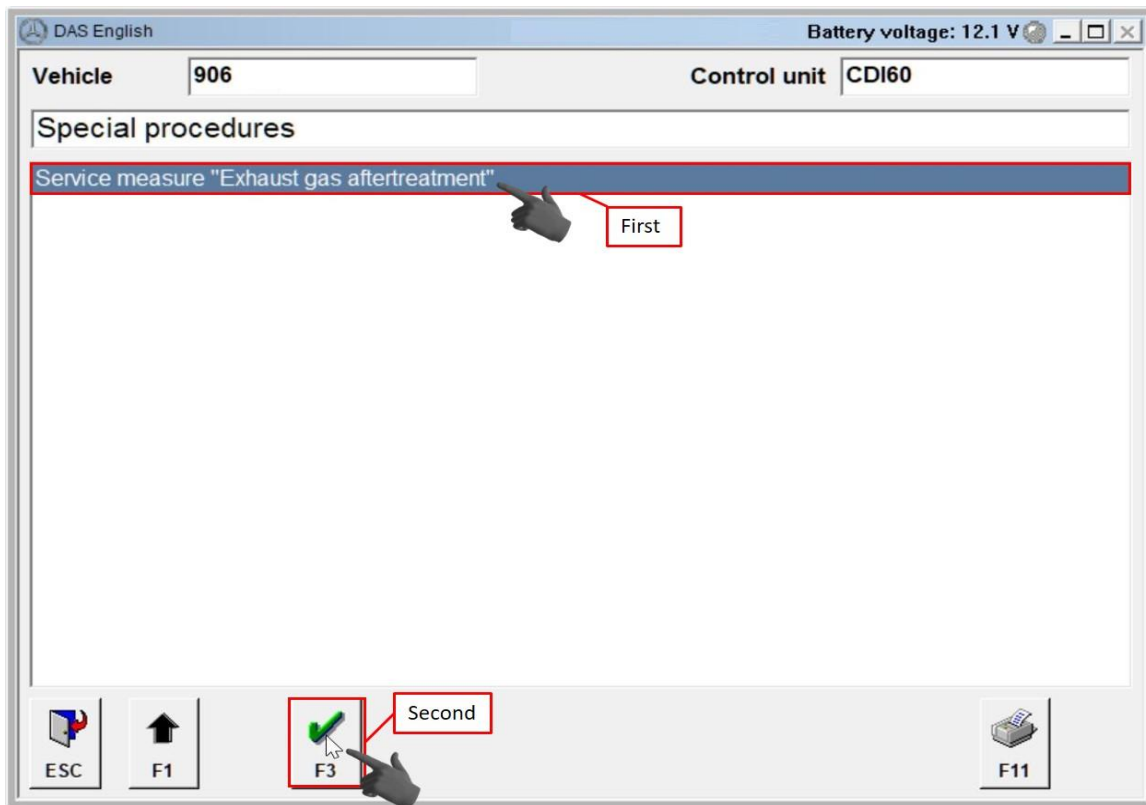 DAS English
Battery voltage: 12.1 V
Vehicle 906 Control unit CDI60
Special procedures
Service measure "Exhaust gas aftertreatment"
First
Second
ESC F1 F3 F11